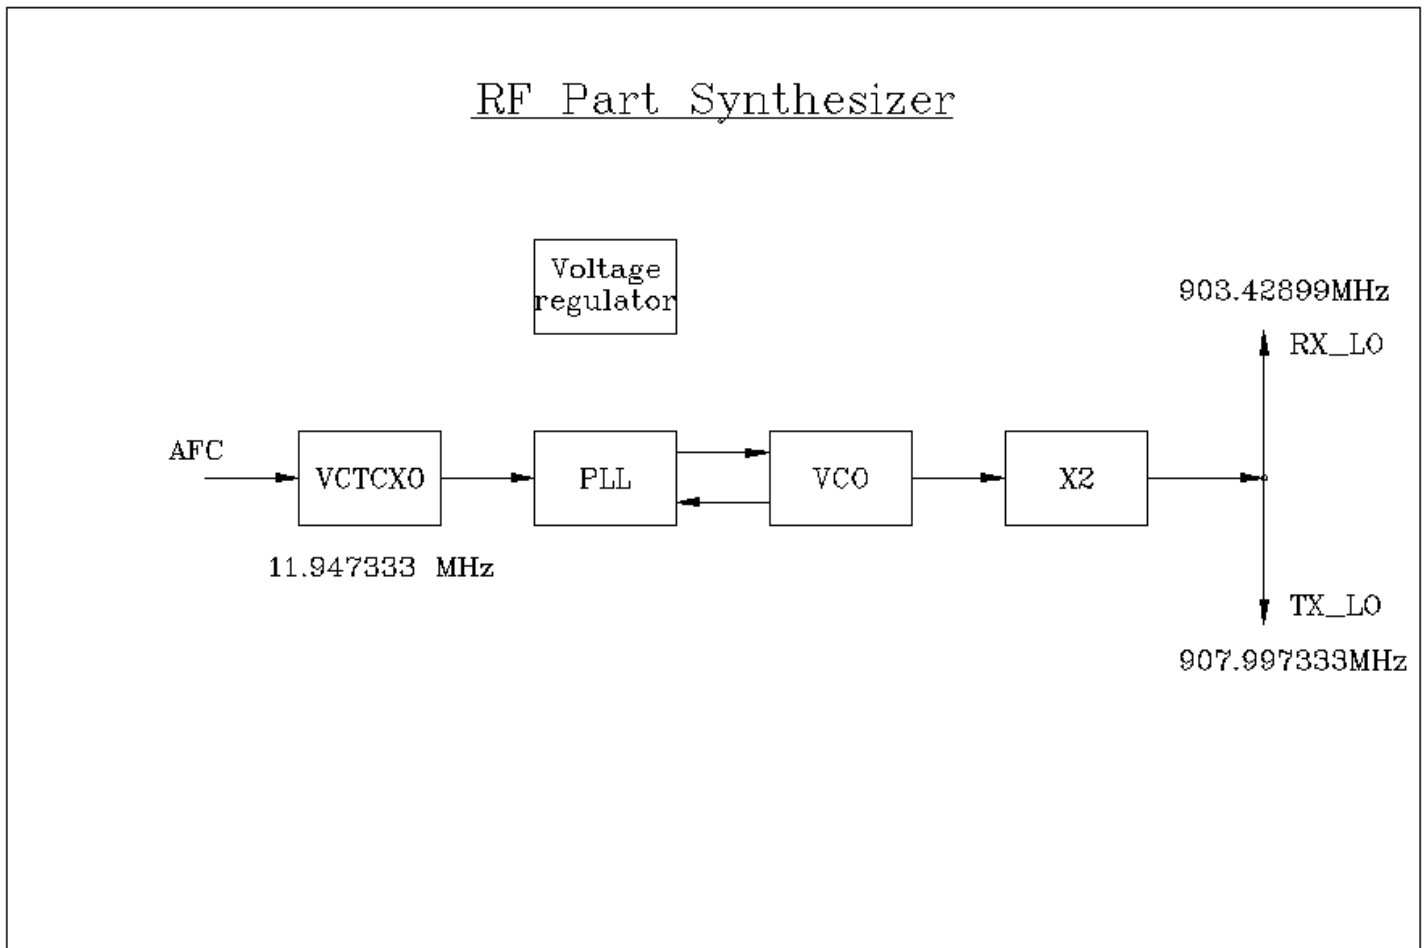 RF Part Synthesizer
Voltage
regulator
903.42899MHz
RX_LO
AFC
VCTCXO
PLL
VCO
X2
11.947333 MHz
TX_LO
907.997333MHz